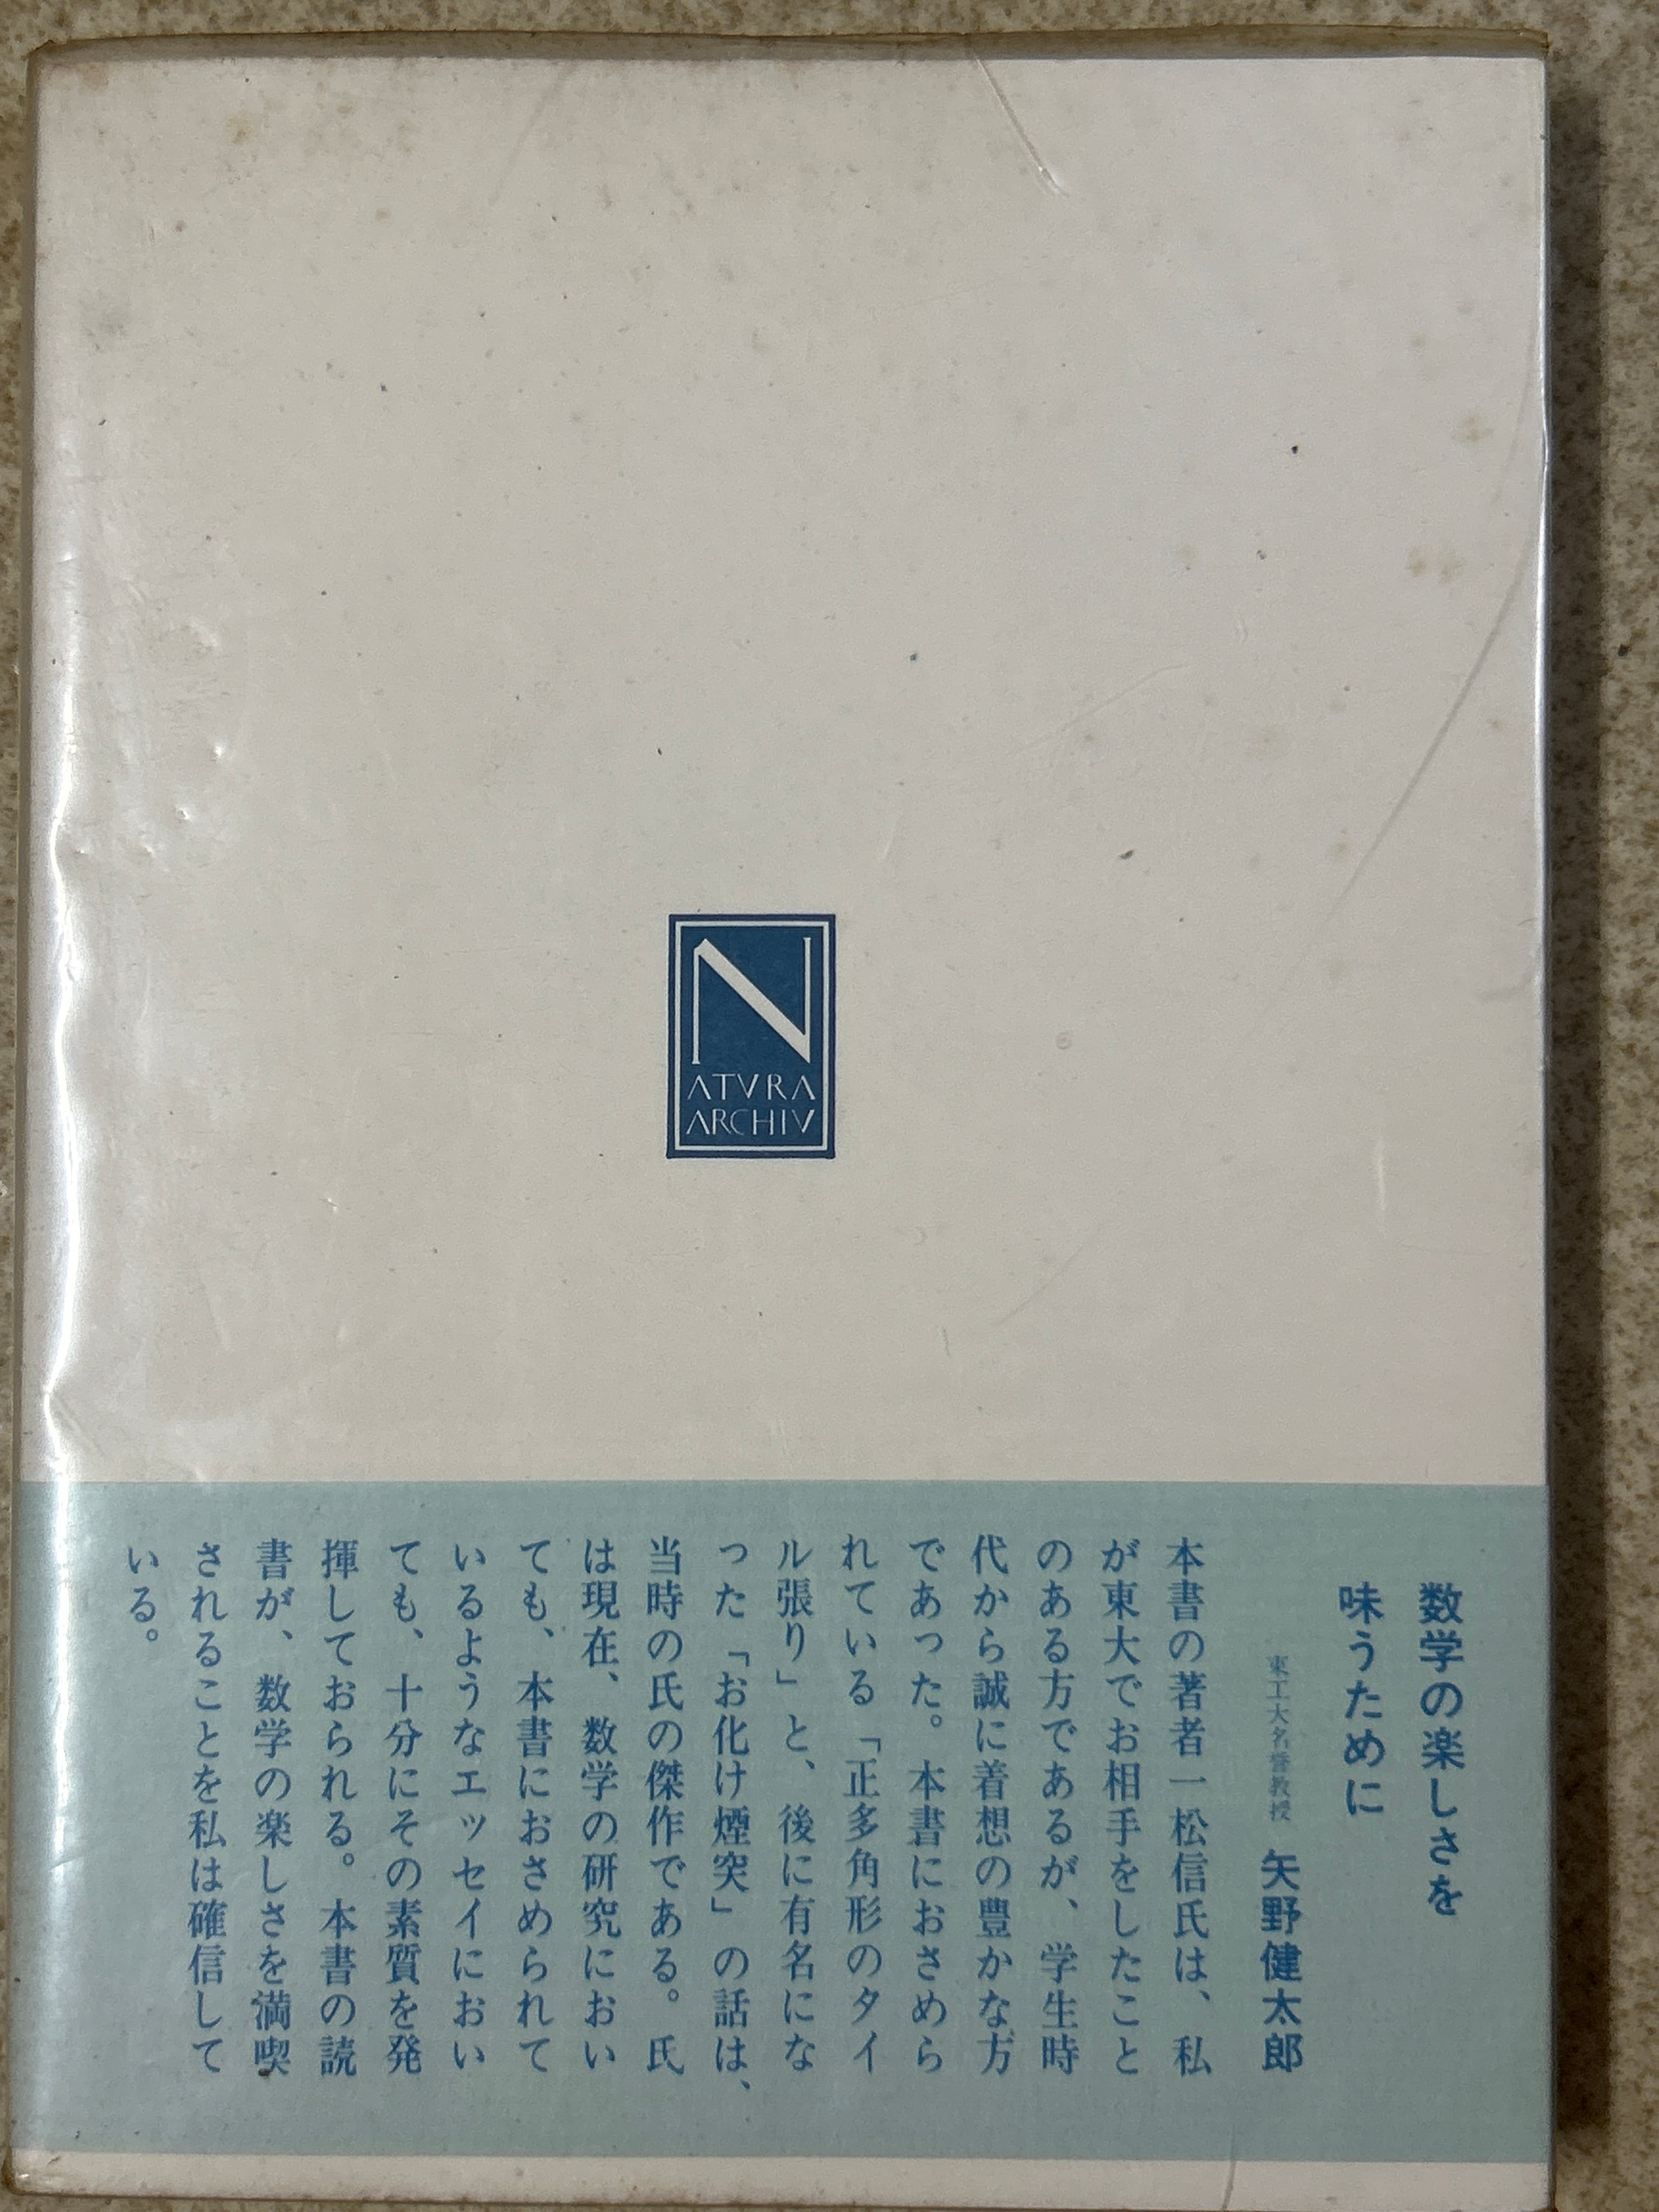 N
ATVRA
ARCHIV
数学の楽しさを
味うために
東工大名誉教授 矢野健太郎
本書の著者一松信氏は、私
が東大でお相手をしたこと
のある方であるが、学生時
代から誠に着想の豊かな方
であった。本書におさめら
れている「正多角形のタイ
ル張り」と、後に有名にな
った「お化け煙突」の話は、
当時の氏の傑作である。氏
は現在、数学の研究におい
ても、本書におさめられて
いるようなエッセイにおい
ても、十分にその素質を発
揮しておられる。本書の読
書が、数学の楽しさを満喫
されることを私は確信して
いる。